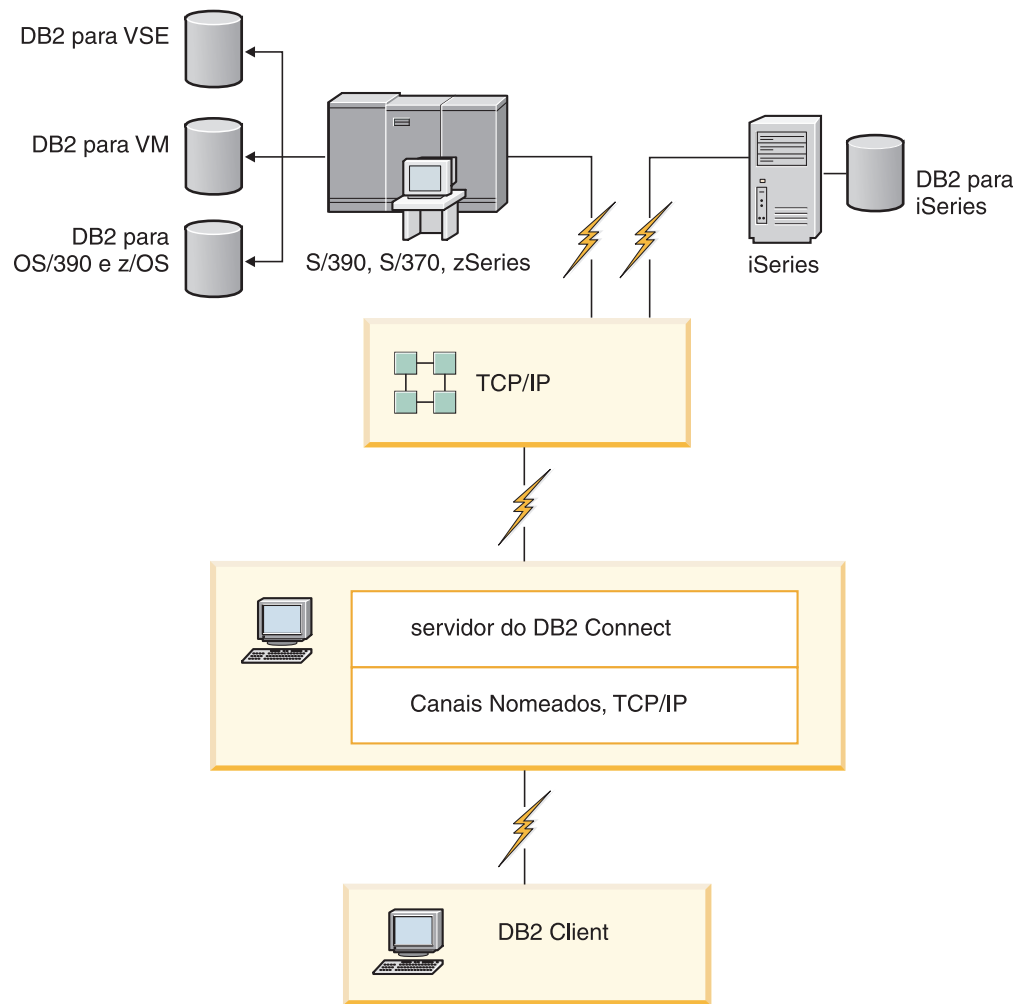 DB2 para VSE
DB2 para VM
DB2 para
OS/390 e z/OS
S/390, S/370, zSeries
iSeries
DB2 para
iSeries
TCP/IP
servidor do DB2 Connect
Canais Nomeados, TCP/IP
DB2 Client